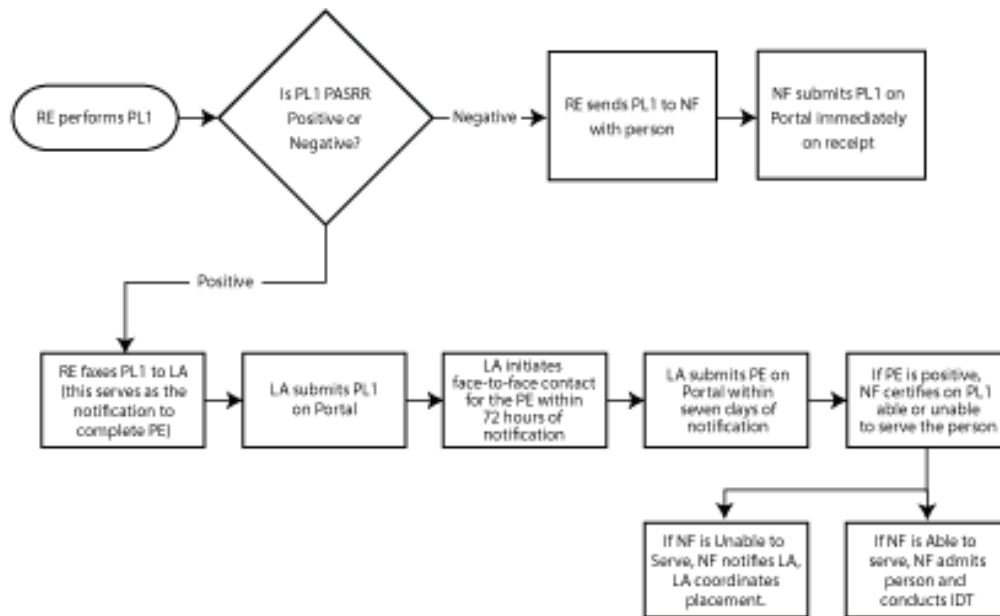 RE performs PL1
Is PL1 PASRR
Positive or
Negative?
Negative
RE sends PL1 to NF
with person
NF submits PL1 on
Portal immediately
on receipt
Positive
RE faxes PL1 to LA
(this serves as the
notification to
complete PE)
LA submits PL1
on Portal
LA initiates
face-to-face contact
for the PE within
72 hours of
notification
LA submits PE on
Portal within
seven days of
notification
If PE is positive,
NF certifies on PL1
able or unable
to serve the person
If NF is Unable to
Serve, NF notifies LA,
LA coordinates
placement.
If NF is Able to
serve, NF admits
person and
conducts IDT